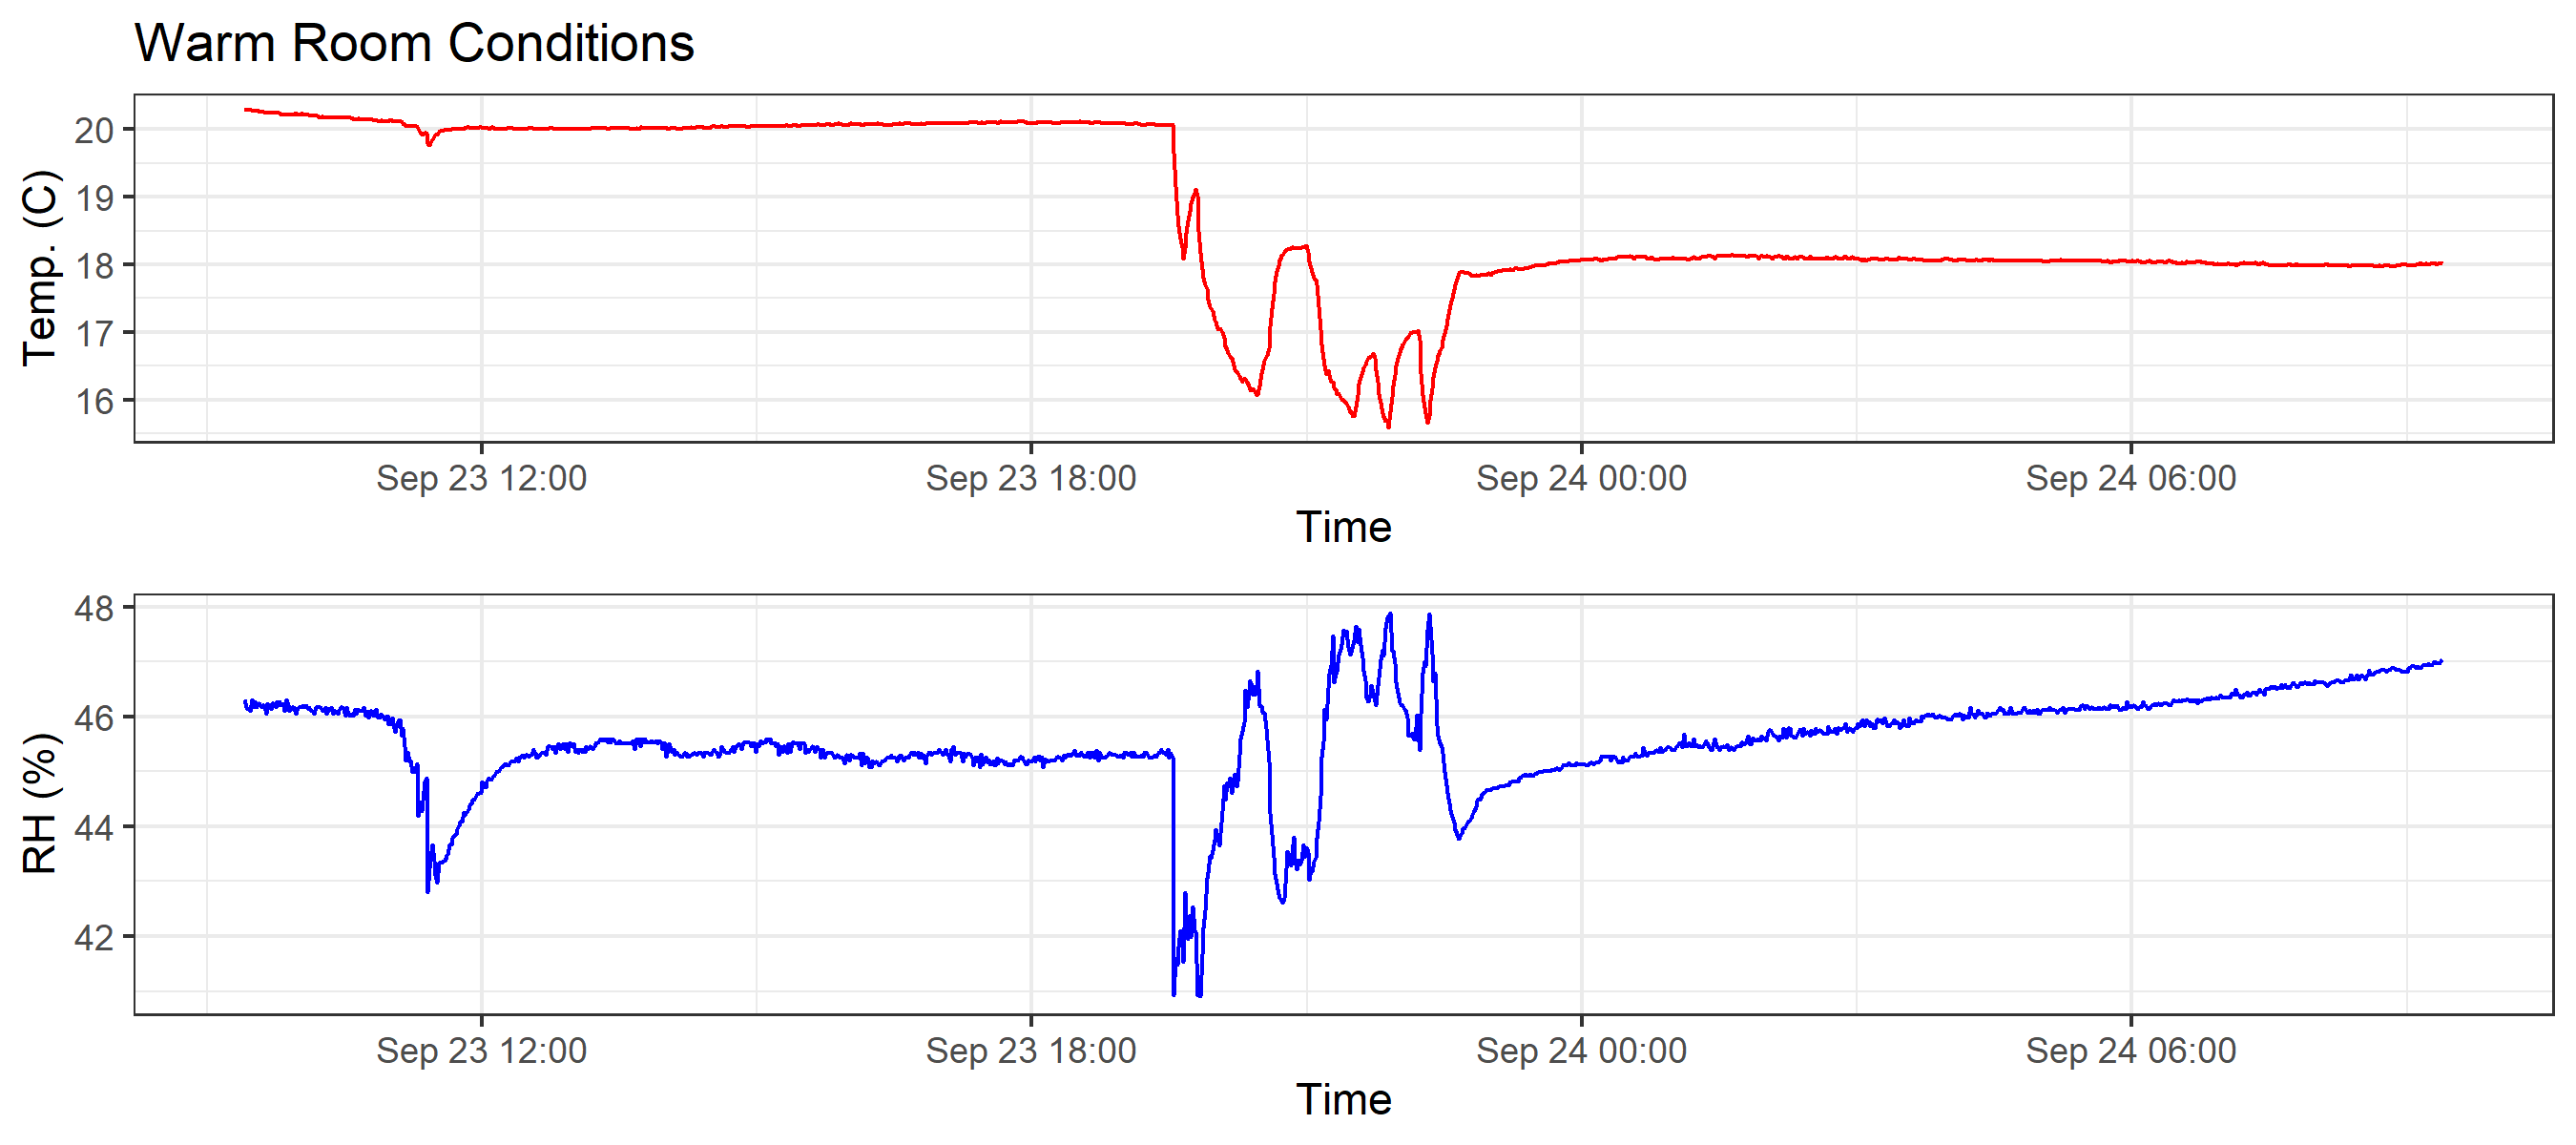 Warm Room Conditions
Temp. (C)
20
19
18
17
16
Sep 23 12:00 Sep 23 18:00 Sep 24 00:00 Sep 24 06:00
Time
RH (%)
48
46
44
42
Sep 23 12:00 Sep 23 18:00 Sep 24 00:00 Sep 24 06:00
Time